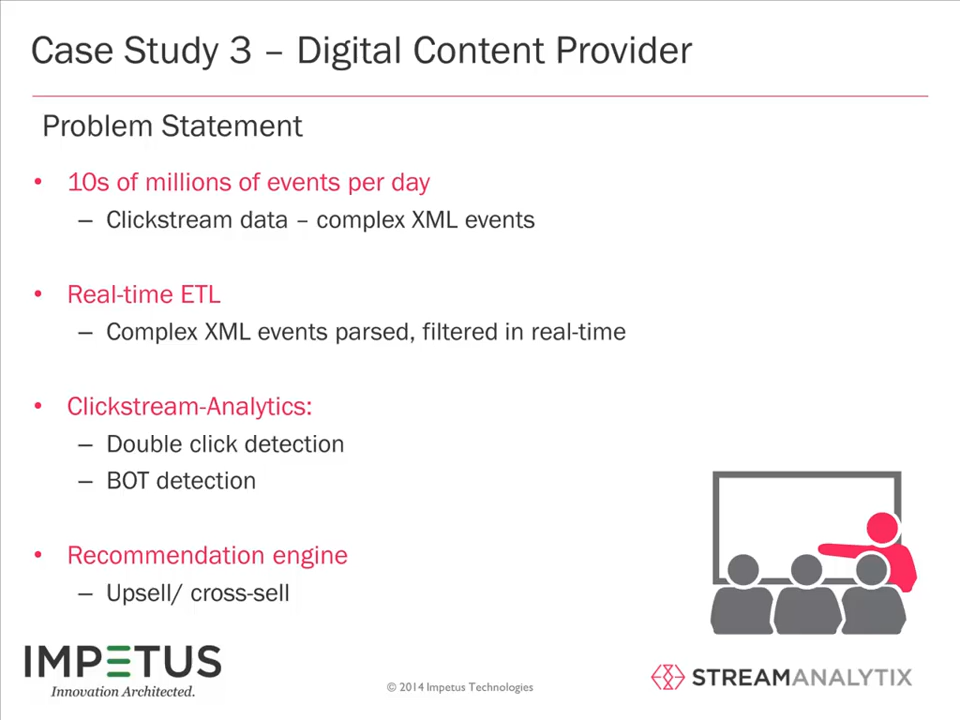 Case Study 3 – Digital Content Provider
Problem Statement
• 10s of millions of events per day
– Clickstream data – complex XML events
• Real-time ETL
– Complex XML events parsed, filtered in real-time
• Clickstream-Analytics:
– Double click detection
– BOT detection
• Recommendation engine
– Upsell/ cross-sell
IMPETUS
Innovation Architected.
© 2014 Impetus Technologies
STREAMANALYTIX